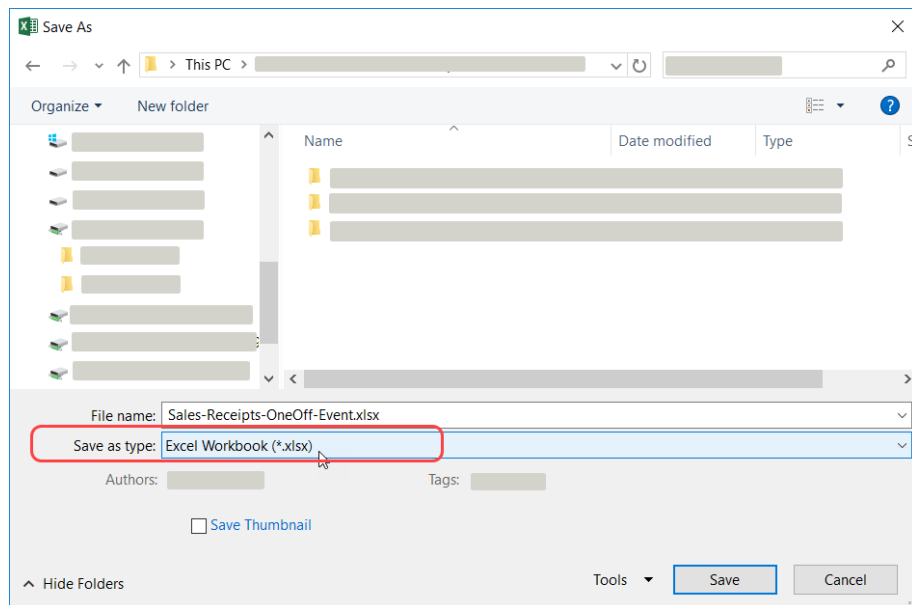 Save As
This PC
Organize
New folder
Name
Date modified
Type
File name:
Sales-Receipts-OneOff-Event.xlsx
Save as type:
Excel Workbook (*.xlsx)
Authors:
Tags:
Save Thumbnail
Hide Folders
Tools
Save
Cancel